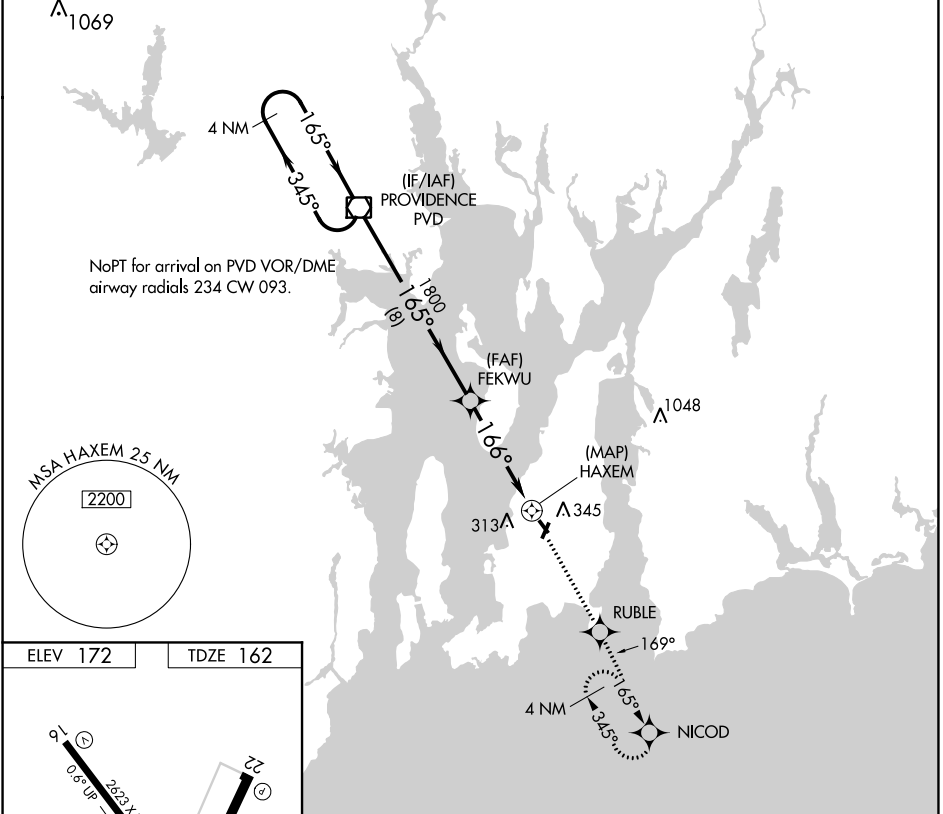 1069
4 NM
165°
345°
(IF/IAF)
PROVIDENCE
PVD
NoPT for arrival on PVD VOR/DME
airway radials 234 CW 093.
1800
165°
(8)
(FAF)
FEKWU
1048
166°
(MAP)
HAXEM
MSA HAXEM 25 NM
2200
313
345
RUBLE
169°
165°
4 NM
345°
NICOD
ELEV 172
TDZE 162
16
V
0.6° UP
2623 X
22
P